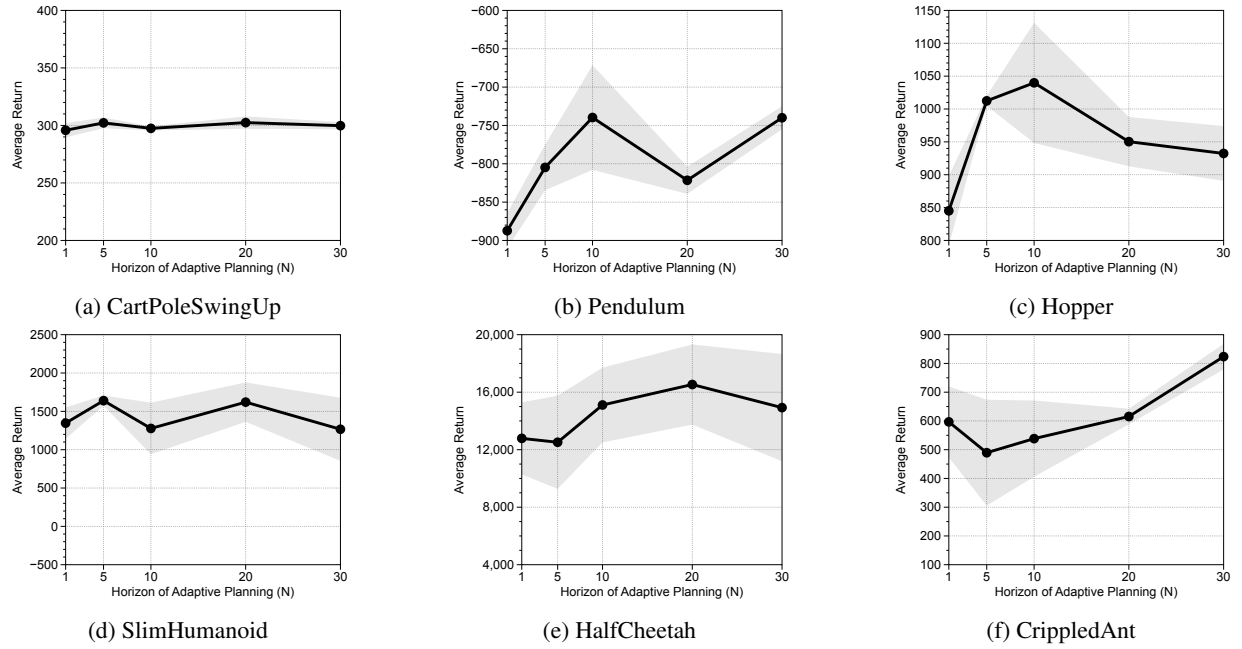 400
350
300
250
200
Average Return
1 5 10 20 30
Horizon of Adaptive Planning (N)
(a) CartPoleSwingUp
−600
−650
−700
−750
−800
−850
−900
Average Return
1 5 10 20 30
Horizon of Adaptive Planning (N)
(b) Pendulum
1150
1100
1050
1000
950
900
850
800
Average Return
1 5 10 20 30
Horizon of Adaptive Planning (N)
(c) Hopper
2500
2000
1500
1000
500
0
−500
Average Return
1 5 10 20 30
Horizon of Adaptive Planning (N)
(d) SlimHumanoid
20,000
16,000
12,000
8,000
4,000
Average Return
1 5 10 20 30
Horizon of Adaptive Planning (N)
(e) HalfCheetah
900
800
700
600
500
400
300
200
100
Average Return
1 5 10 20 30
Horizon of Adaptive Planning (N)
(f) CrippledAnt